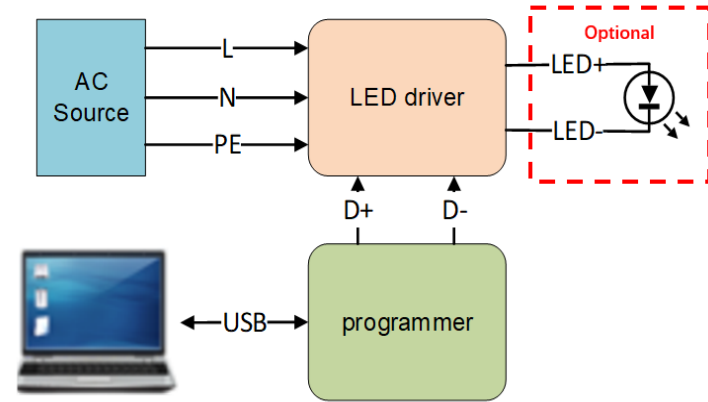 Optional
AC
Source
L
N
PE
LED driver
LED+
LED-
D+
D-
USB
programmer